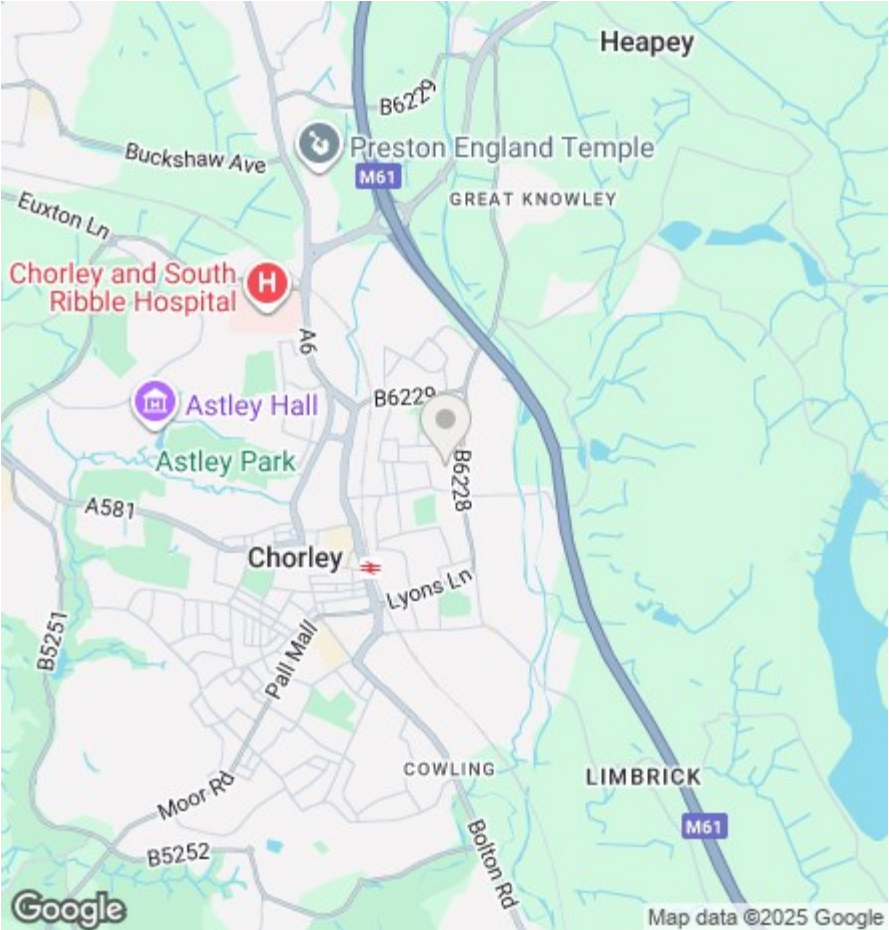 Heapey
B6229
Buckshaw Ave
Preston England Temple
M61
GREAT KNOWLEY
Euxton Ln
Chorley and South
Ribble Hospital
H
A6
B6229
Astley Hall
Astley Park
B6228
A581
Chorley
Lyons Ln
B5251
Pall Mall
COWLING
LIMBRICK
Moor Rd
M61
B5252
Bolton Rd
Google
Map data ©2025 Google